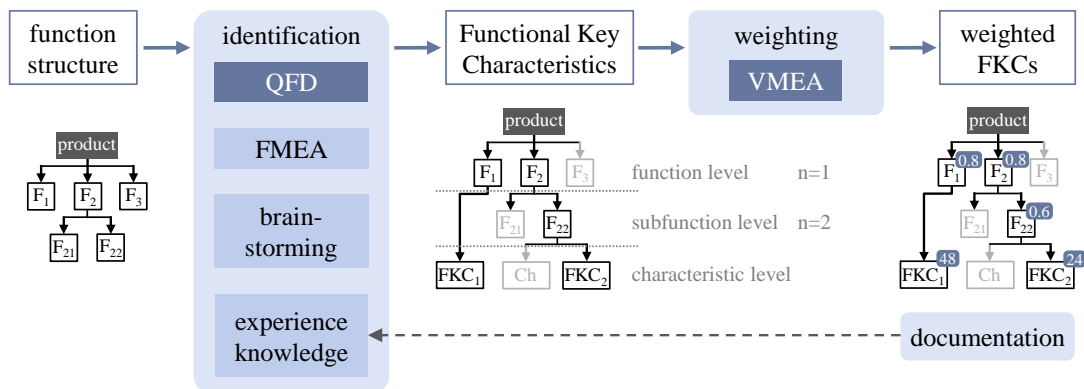 function
structure
identification
QFD
FMEA
brain-
storming
experience
knowledge
Functional Key
Characteristics
weighting
VMEA
weighted
FKCs
product
F₁
F₂
F₃
F₂₁
F₂₂
product
F₁
F₂
F₃
function level n=1
F₂₁
F₂₂
subfunction level n=2
FKC₁
Ch
FKC₂
characteristic level
product
F₁
0.8
F₂
0.8
F₃
F₂₁
F₂₂
0.6
FKC₁
48
Ch
FKC₂
24
documentation